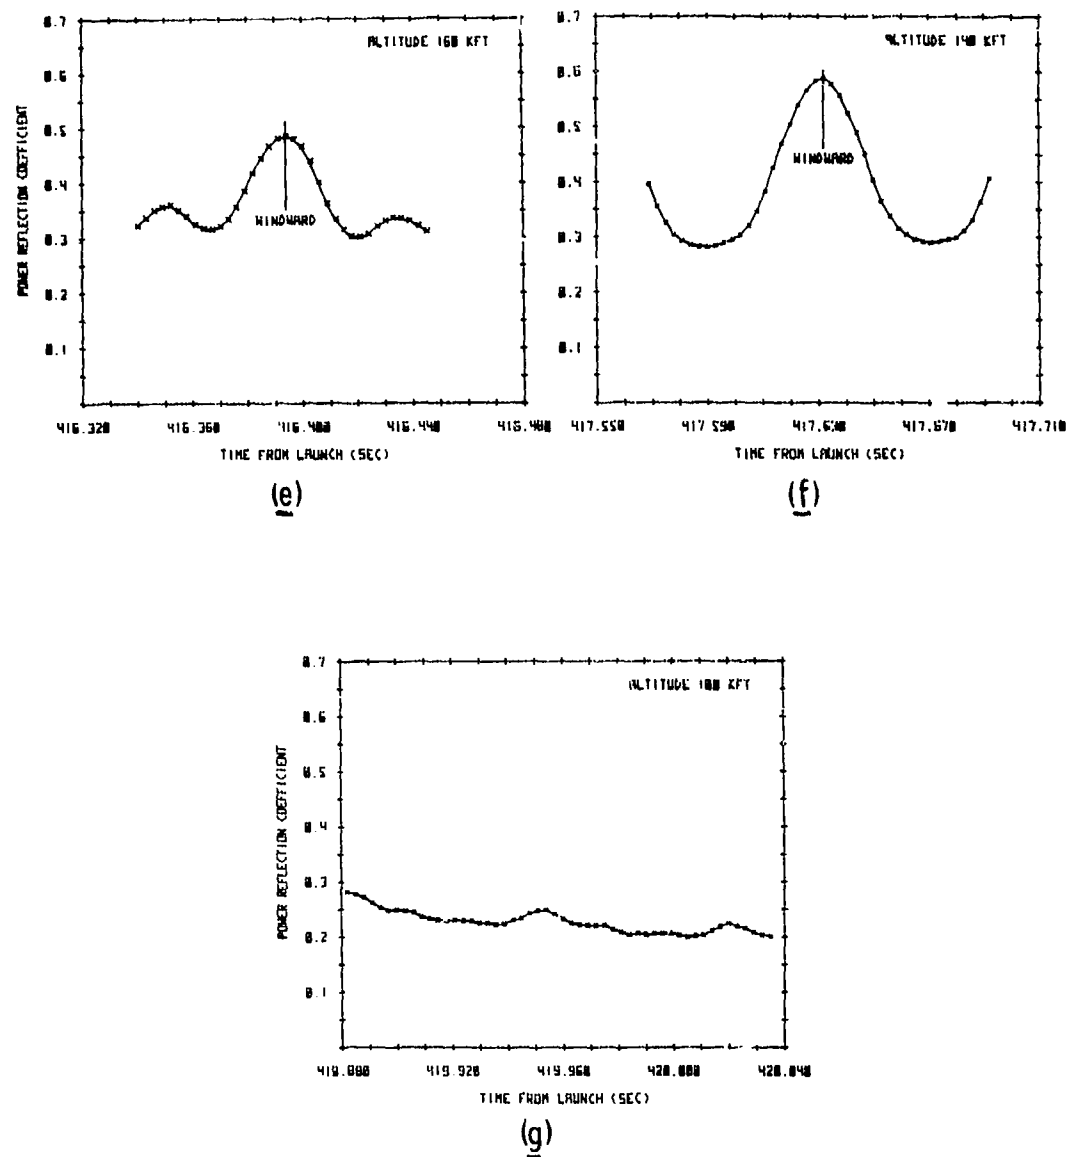 ALTITUDE 160 KFT
0.7
0.6
0.5
0.4
0.3
0.2
0.1
POWER REFLECTION COEFFICIENT
WINDWARD
416.320 416.360 416.400 416.440 416.480
TIME FROM LAUNCH (SEC)
(e)
ALTITUDE 140 KFT
0.7
0.6
0.5
0.4
0.3
0.2
0.1
WINDWARD
417.550 417.590 417.630 417.670 417.710
TIME FROM LAUNCH (SEC)
(f)
ALTITUDE 100 KFT
0.7
0.6
0.5
0.4
0.3
0.2
0.1
POWER REFLECTION COEFFICIENT
419.880 419.920 419.960 420.000 420.040
TIME FROM LAUNCH (SEC)
(g)